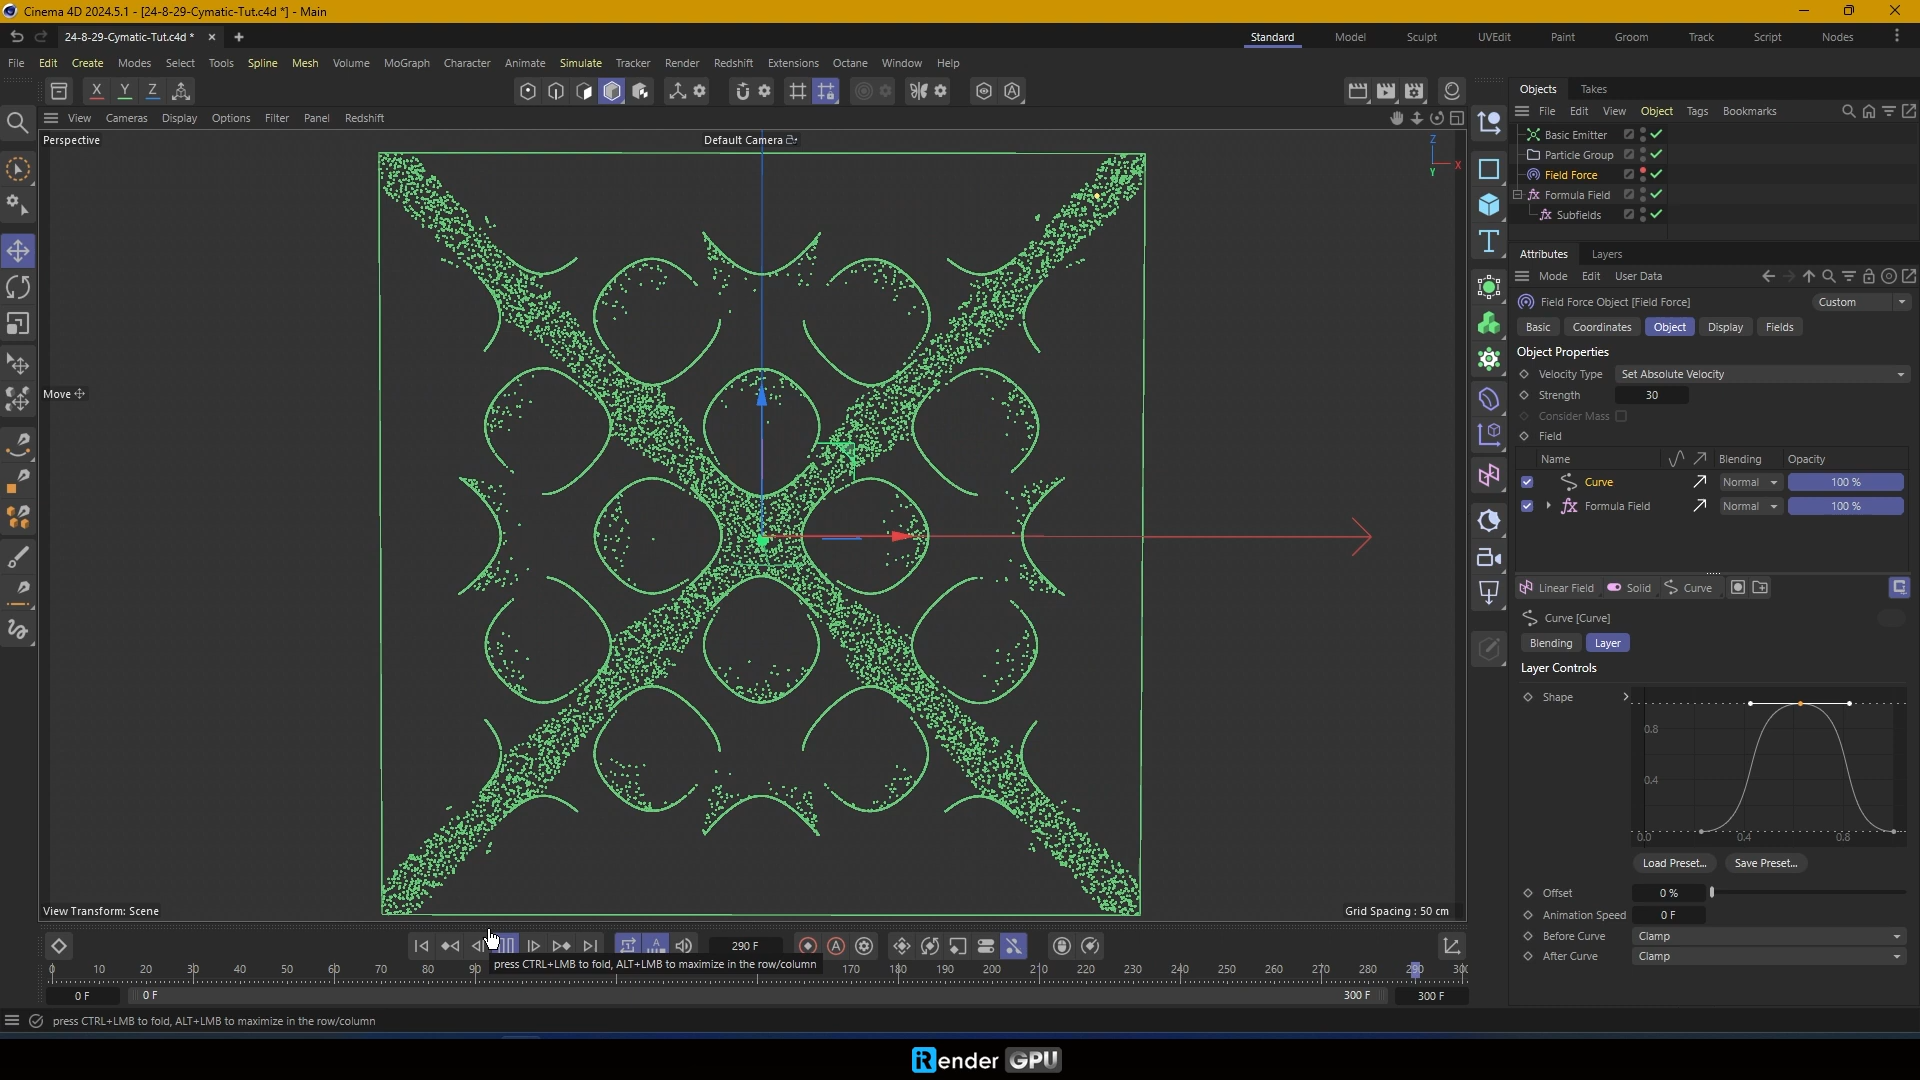 Cinema 4D 2024.5.1 - [24-8-29-Cymatic-Tut.c4d *] - Main
24-8-29-Cymatic-Tut.c4d * × +
Standard Model Sculpt UVEdit Paint Groom Track Script Nodes
File Edit Create Modes Select Tools Spline Mesh Volume MoGraph Character Animate Simulate Tracker Render Redshift Extensions Octane Window Help
X Y Z
Objects Takes
File Edit View Object Tags Bookmarks
View Cameras Display Options Filter Panel Redshift
Perspective
Default Camera
Z
X
Y
Basic Emitter
Particle Group
Field Force
Formula Field
Subfields
Attributes Layers
Mode Edit User Data
Field Force Object [Field Force]
Custom
Basic Coordinates Object Display Fields
Object Properties
Velocity Type Set Absolute Velocity
Move
Strength 30
Consider Mass
Field
Name Blending Opacity
Curve Normal 100 %
Formula Field Normal 100 %
Linear Field Solid Curve
Curve [Curve]
Blending Layer
Layer Controls
Shape
0.8
0.4
0.0 0.4 0.8
Load Preset... Save Preset...
Offset 0 %
Animation Speed 0 F
Before Curve Clamp
After Curve Clamp
View Transform: Scene
Grid Spacing : 50 cm
290 F
press CTRL+LMB to fold, ALT+LMB to maximize in the row/column
0 10 20 30 40 50 60 70 80 90 170 180 190 200 210 220 230 240 250 260 270 280 290 300
0 F 0 F 300 F 300 F
press CTRL+LMB to fold, ALT+LMB to maximize in the row/column
iRender GPU